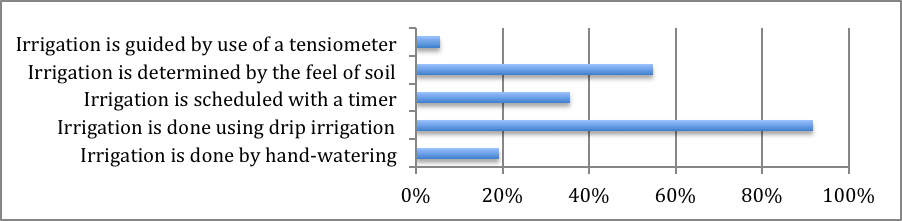 Irrigation is guided by use of a tensiometer
Irrigation is determined by the feel of soil
Irrigation is scheduled with a timer
Irrigation is done using drip irrigation
Irrigation is done by hand-watering
0% 20% 40% 60% 80% 100%